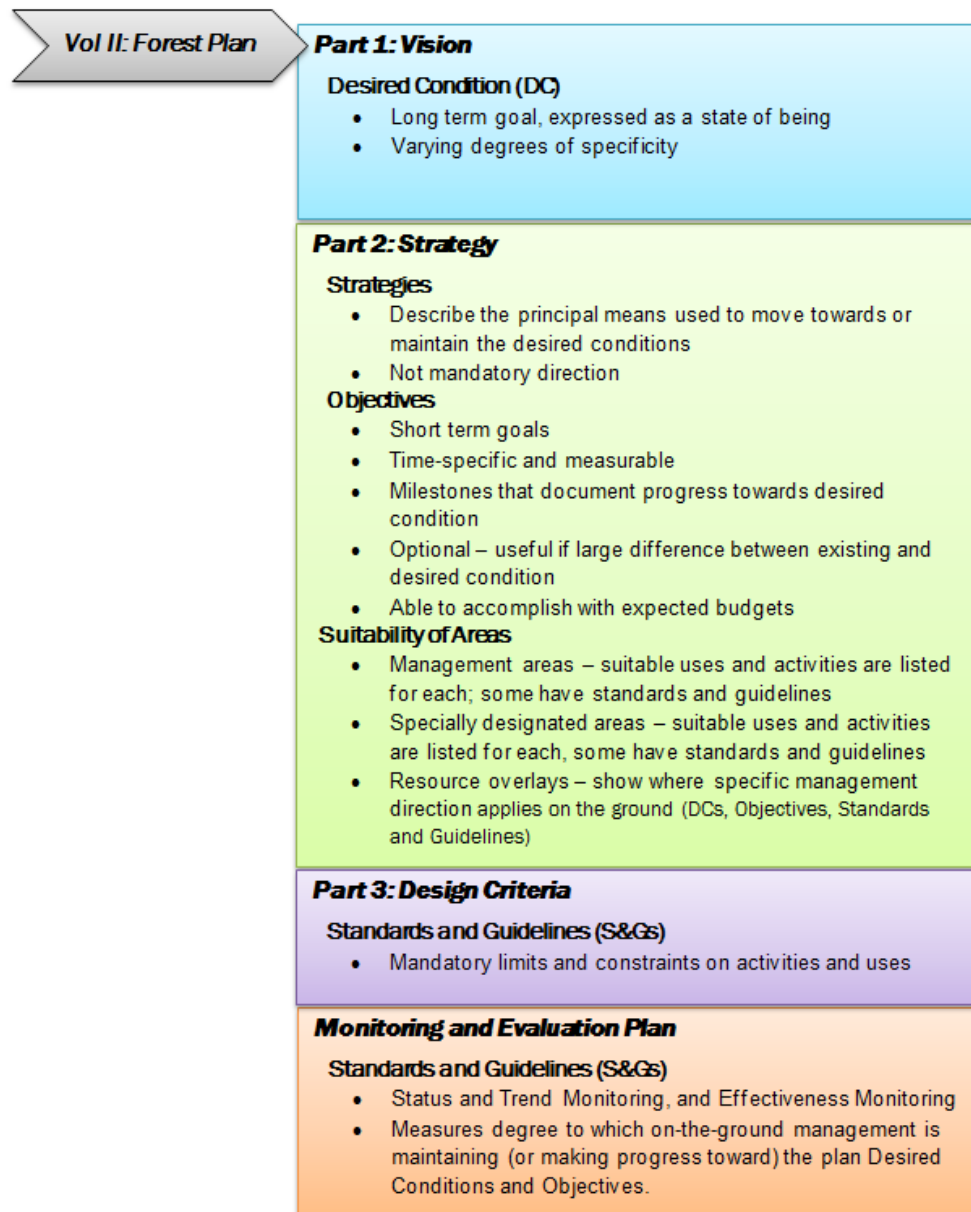 Vol II: Forest Plan
Part 1: Vision
Desired Condition (DC)
• Long term goal, expressed as a state of being
• Varying degrees of specificity
Part 2: Strategy
Strategies
• Describe the principal means used to move towards or
maintain the desired conditions
• Not mandatory direction
Objectives
• Short term goals
• Time-specific and measurable
• Milestones that document progress towards desired
condition
• Optional – useful if large difference between existing and
desired condition
• Able to accomplish with expected budgets
Suitability of Areas
• Management areas – suitable uses and activities are listed
for each; some have standards and guidelines
• Specially designated areas – suitable uses and activities
are listed for each, some have standards and guidelines
• Resource overlays – show where specific management
direction applies on the ground (DCs, Objectives, Standards
and Guidelines)
Part 3: Design Criteria
Standards and Guidelines (S&Gs)
• Mandatory limits and constraints on activities and uses
Monitoring and Evaluation Plan
Standards and Guidelines (S&Gs)
• Status and Trend Monitoring, and Effectiveness Monitoring
• Measures degree to which on-the-ground management is
maintaining (or making progress toward) the plan Desired
Conditions and Objectives.